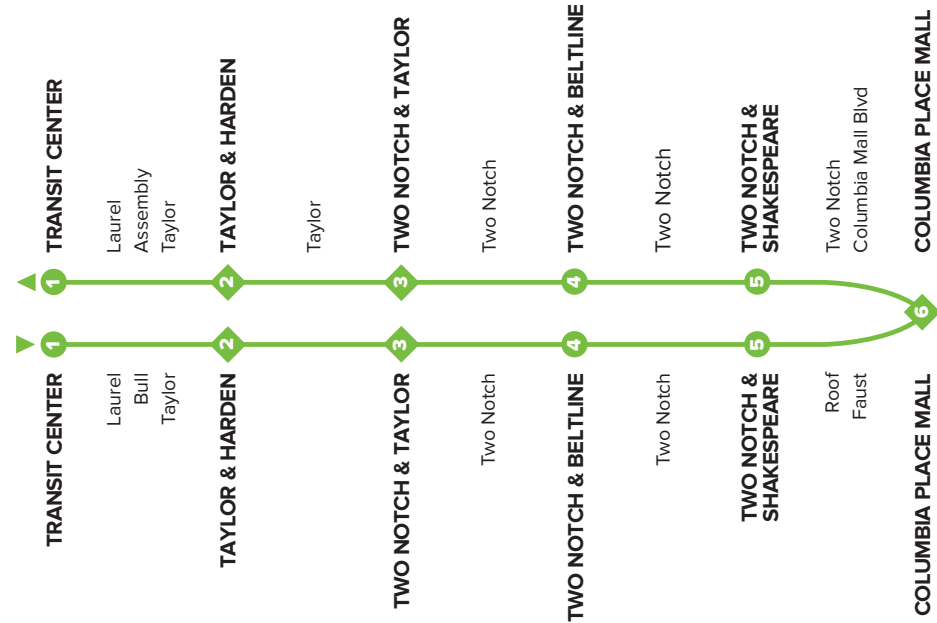 TRANSIT CENTER
1
Laurel
Bull
Taylor
TAYLOR & HARDEN
2
TWO NOTCH & TAYLOR
3
Two Notch
TWO NOTCH & BELTLINE
4
Two Notch
TWO NOTCH &
SHAKESPEARE
5
Roof
Faust
COLUMBIA PLACE MALL
6
TRANSIT CENTER
1
Laurel
Assembly
Taylor
TAYLOR & HARDEN
2
Taylor
TWO NOTCH & TAYLOR
3
Two Notch
TWO NOTCH & BELTLINE
4
Two Notch
TWO NOTCH &
SHAKESPEARE
5
Two Notch
Columbia Mall Blvd
COLUMBIA PLACE MALL